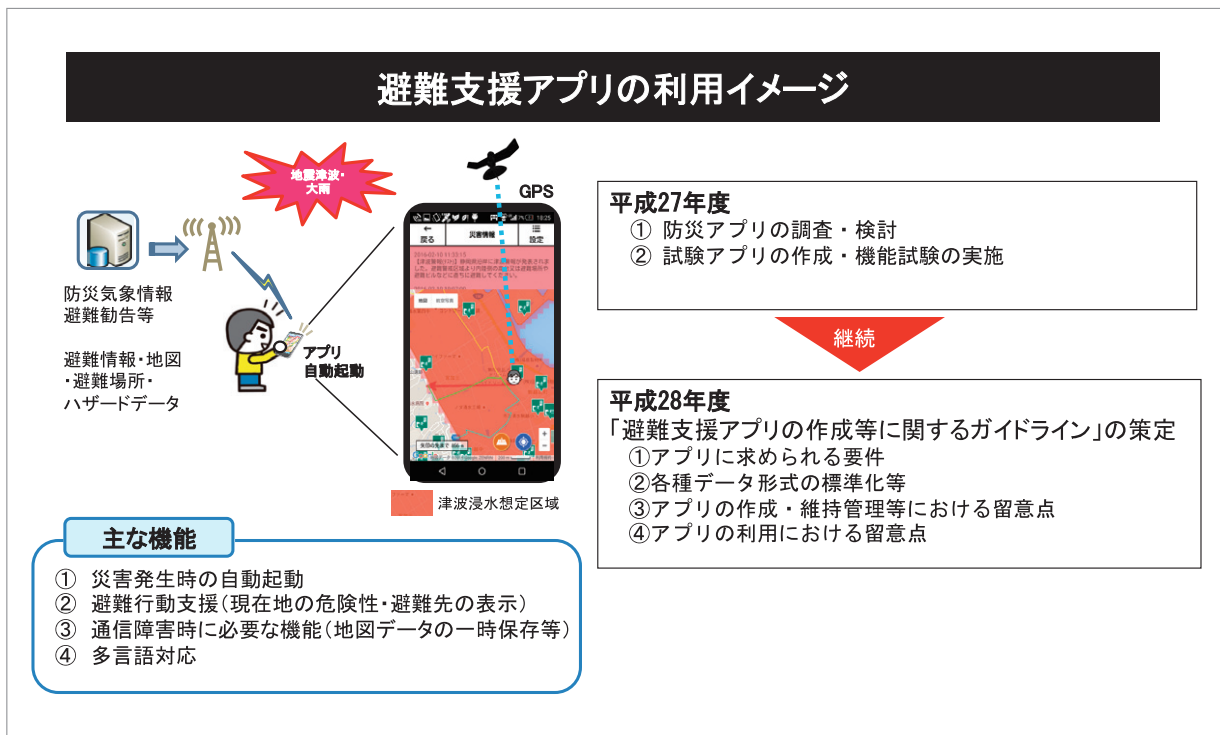 避難支援アプリの利用イメージ
地震津波・
大雨
GPS
防災気象情報
避難勧告等
避難情報・地図
・避難場所・
ハザードデータ
アプリ
自動起動
18:25
戻る
災害情報
設定
2016-02-10 11:33:15
津波浸水想定区域
主な機能
① 災害発生時の自動起動
② 避難行動支援(現在地の危険性・避難先の表示)
③ 通信障害時に必要な機能(地図データの一時保存等)
④ 多言語対応
平成27年度
① 防災アプリの調査・検討
② 試験アプリの作成・機能試験の実施
継続
平成28年度
「避難支援アプリの作成等に関するガイドライン」の策定
①アプリに求められる要件
②各種データ形式の標準化等
③アプリの作成・維持管理等における留意点
④アプリの利用における留意点